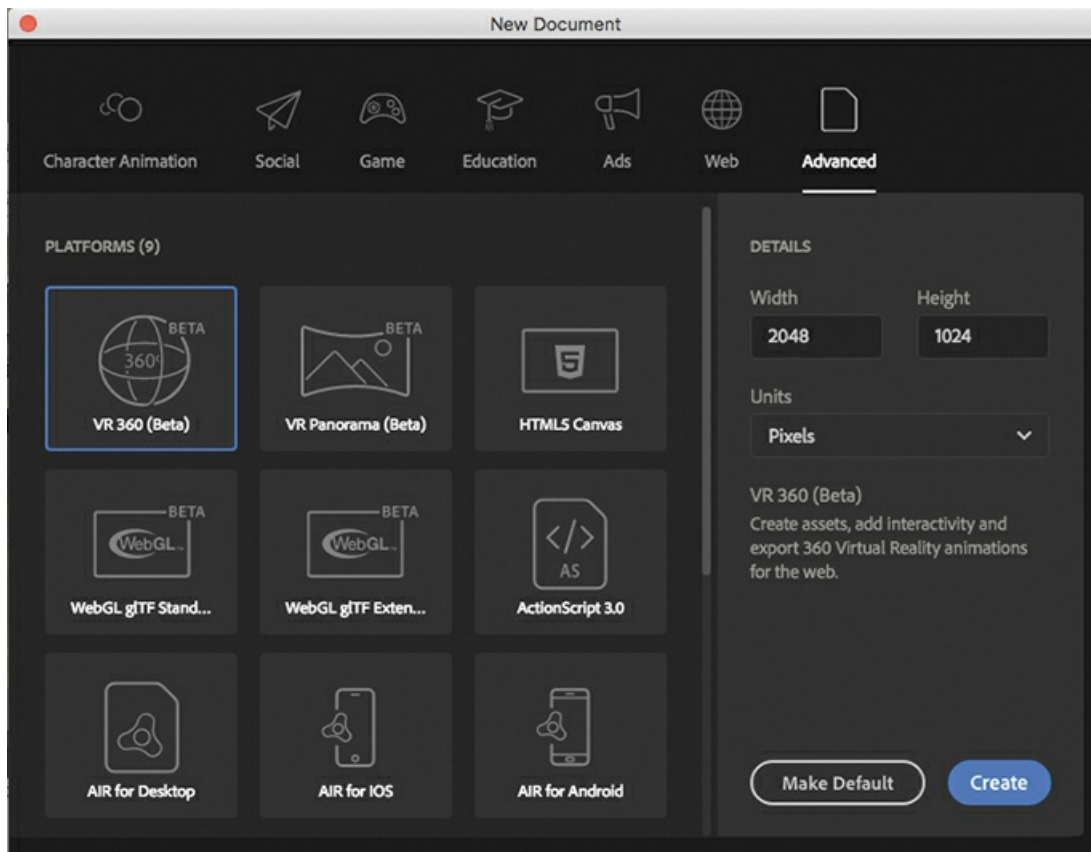 New Document
Character Animation
Social
Game
Education
Ads
Web
Advanced
PLATFORMS (9)
BETA
360°
VR 360 (Beta)
BETA
VR Panorama (Beta)
5
HTML5 Canvas
BETA
WebGL™
WebGL glTF Stand...
BETA
WebGL™
WebGL glTF Exten...
</>
AS
ActionScript 3.0
AIR for Desktop
AIR for IOS
AIR for Android
DETAILS
Width
Height
2048
1024
Units
Pixels
VR 360 (Beta)
Create assets, add interactivity and
export 360 Virtual Reality animations
for the web.
Make Default
Create